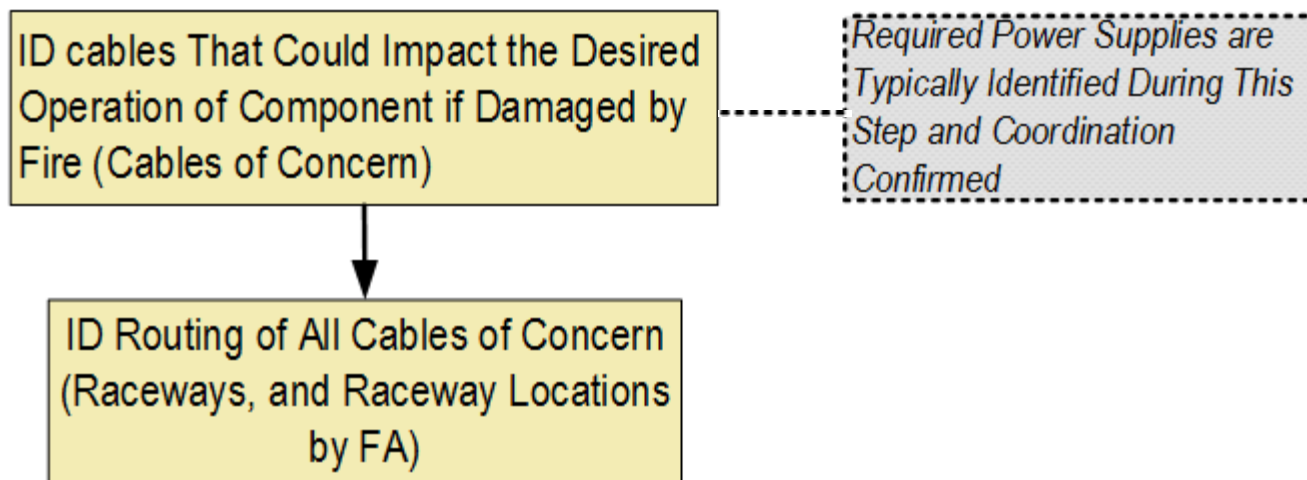 ID cables That Could Impact the Desired
Operation of Component if Damaged by
Fire (Cables of Concern)
Required Power Supplies are
Typically Identified During This
Step and Coordination
Confirmed
ID Routing of All Cables of Concern
(Raceways, and Raceway Locations
by FA)